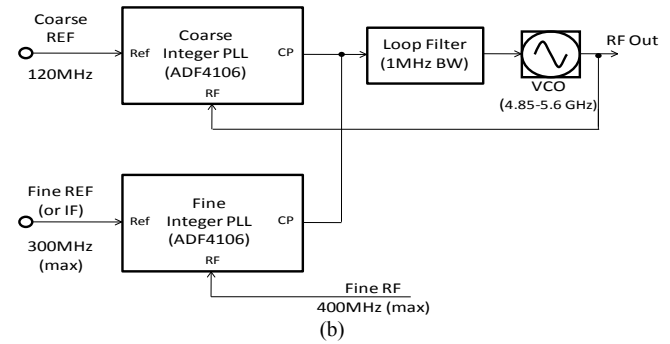 Coarse
REF
120MHz
Ref
Coarse
Integer PLL
(ADF4106)
CP
RF
Loop Filter
(1MHz BW)
VCO
(4.85-5.6 GHz)
RF Out
Fine REF
(or IF)
300MHz
(max)
Ref
Fine
Integer PLL
(ADF4106)
CP
RF
Fine RF
400MHz (max)
(b)